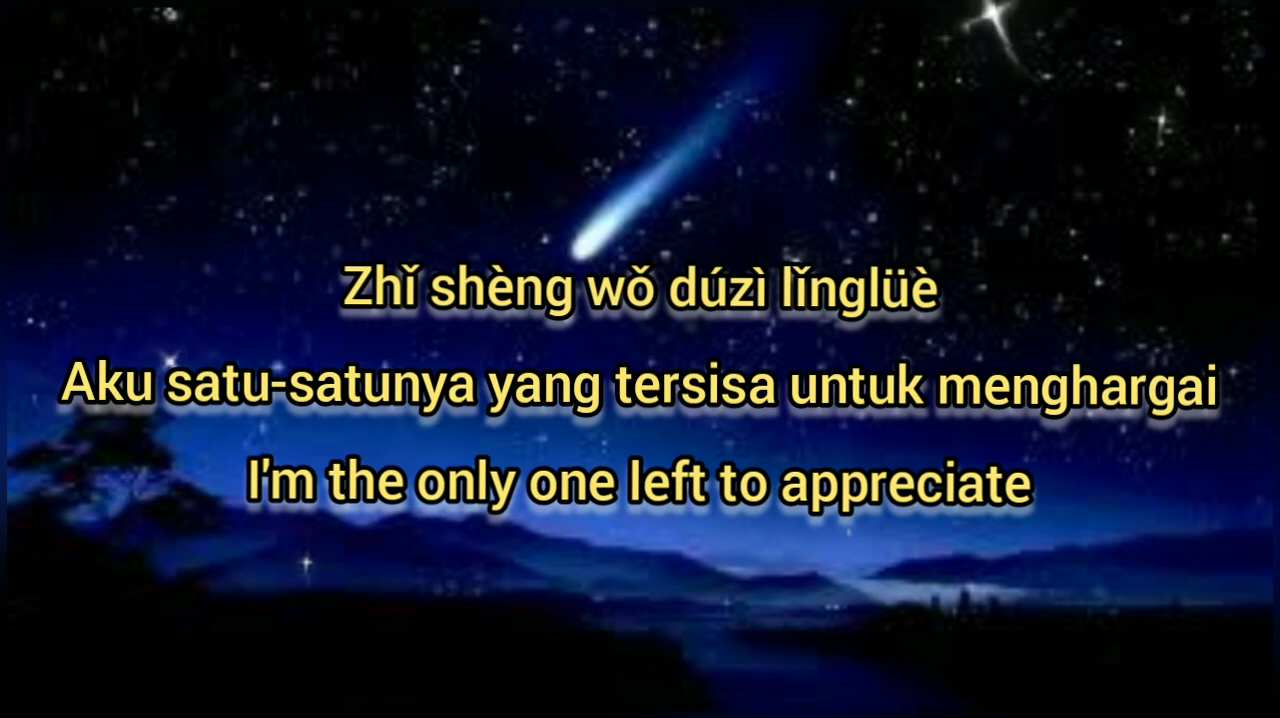 Zhǐ shèng wǒ dúzì lǐnglüè
Aku satu-satunya yang tersisa untuk menghargai
I'm the only one left to appreciate